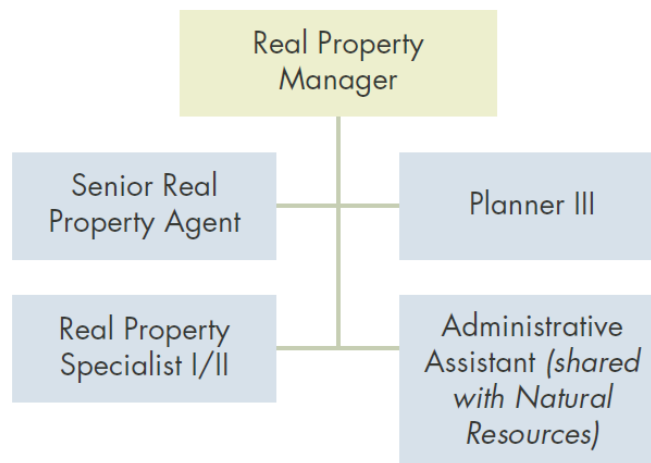 Real Property
Manager
Senior Real
Property Agent
Planner III
Real Property
Specialist I/II
Administrative
Assistant (shared
with Natural
Resources)